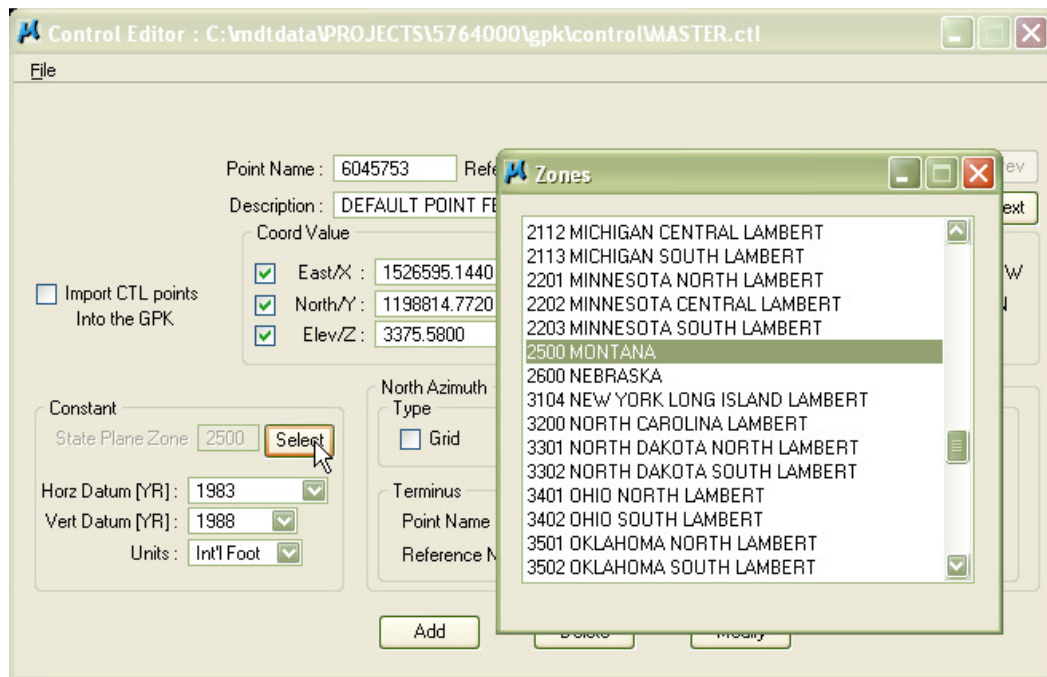 Control Editor : C:\mdtdata\PROJECTS\5764000\gpk\control\MASTER.ctl
File
Point Name : 6045753
Description : DEFAULT POINT
Coord Value
East/X : 1526595.1440
North/Y : 1198814.7720
Elev/Z : 3375.5800
Import CTL points
Into the GPK
North Azimuth
Type
Grid
Constant
State Plane Zone 2500 Select
Horz Datum [YR] : 1983
Vert Datum [YR] : 1988
Units : Int'l Foot
Terminus
Point Name
Reference
Add
Delete
Modify
Zones
2112 MICHIGAN CENTRAL LAMBERT
2113 MICHIGAN SOUTH LAMBERT
2201 MINNESOTA NORTH LAMBERT
2202 MINNESOTA CENTRAL LAMBERT
2203 MINNESOTA SOUTH LAMBERT
2500 MONTANA
2600 NEBRASKA
3104 NEW YORK LONG ISLAND LAMBERT
3200 NORTH CAROLINA LAMBERT
3301 NORTH DAKOTA NORTH LAMBERT
3302 NORTH DAKOTA SOUTH LAMBERT
3401 OHIO NORTH LAMBERT
3402 OHIO SOUTH LAMBERT
3501 OKLAHOMA NORTH LAMBERT
3502 OKLAHOMA SOUTH LAMBERT